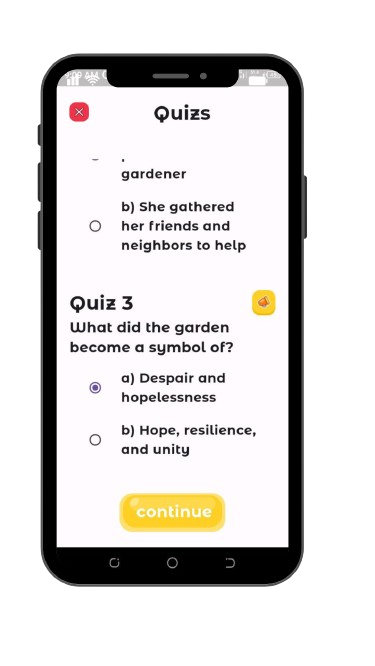 Quizs
gardener
b) She gathered
her friends and
neighbors to help
Quiz 3
What did the garden
become a symbol of?
a) Despair and
hopelessness
b) Hope, resilience,
and unity
continue